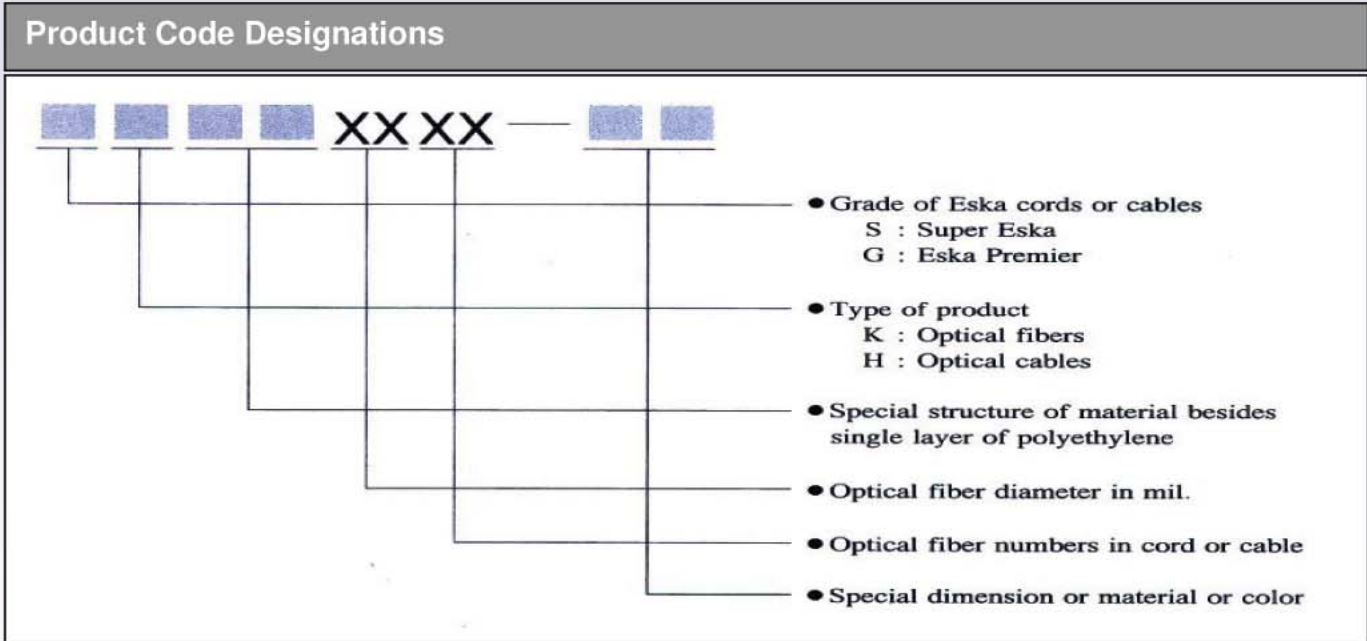 Product Code Designations
XX XX —
● Grade of Eska cords or cables
S : Super Eska
G : Eska Premier
● Type of product
K : Optical fibers
H : Optical cables
● Special structure of material besides
single layer of polyethylene
● Optical fiber diameter in mil.
● Optical fiber numbers in cord or cable
● Special dimension or material or color